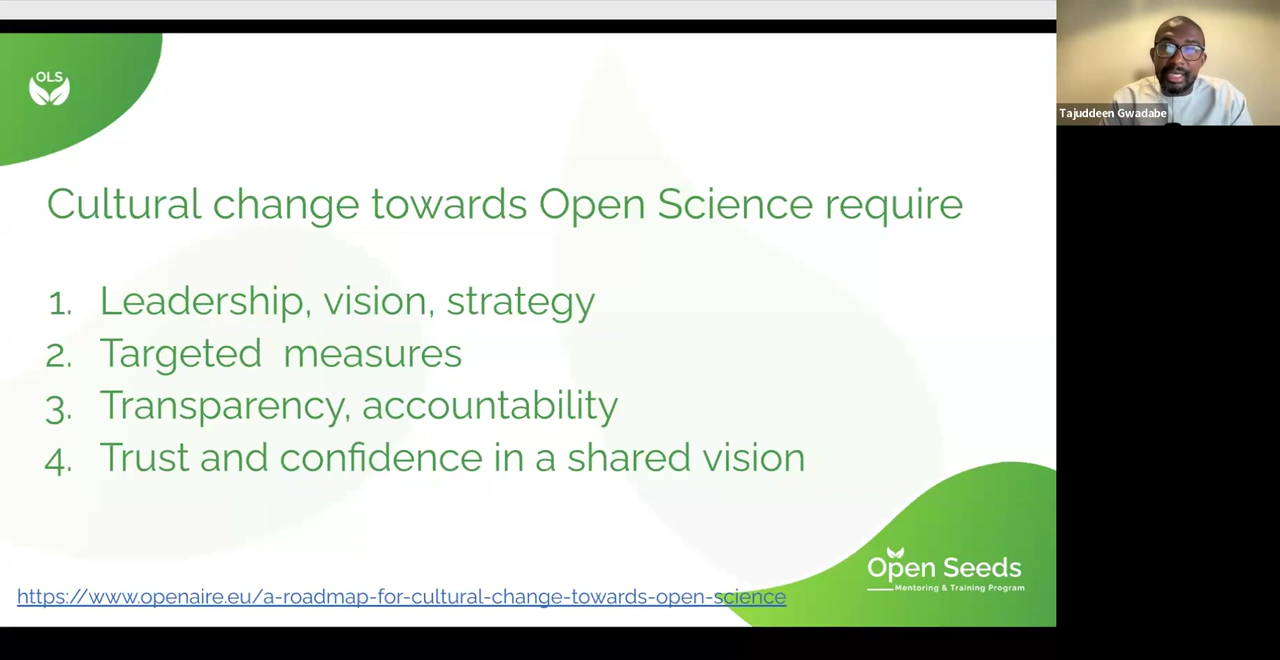 OLS
Tajuddeen Gwadabe
Cultural change towards Open Science require
1. Leadership, vision, strategy
2. Targeted  measures
3. Transparency, accountability
4. Trust and confidence in a shared vision
Open Seeds
Mentoring & Training Program
https://www.openaire.eu/a-roadmap-for-cultural-change-towards-open-science